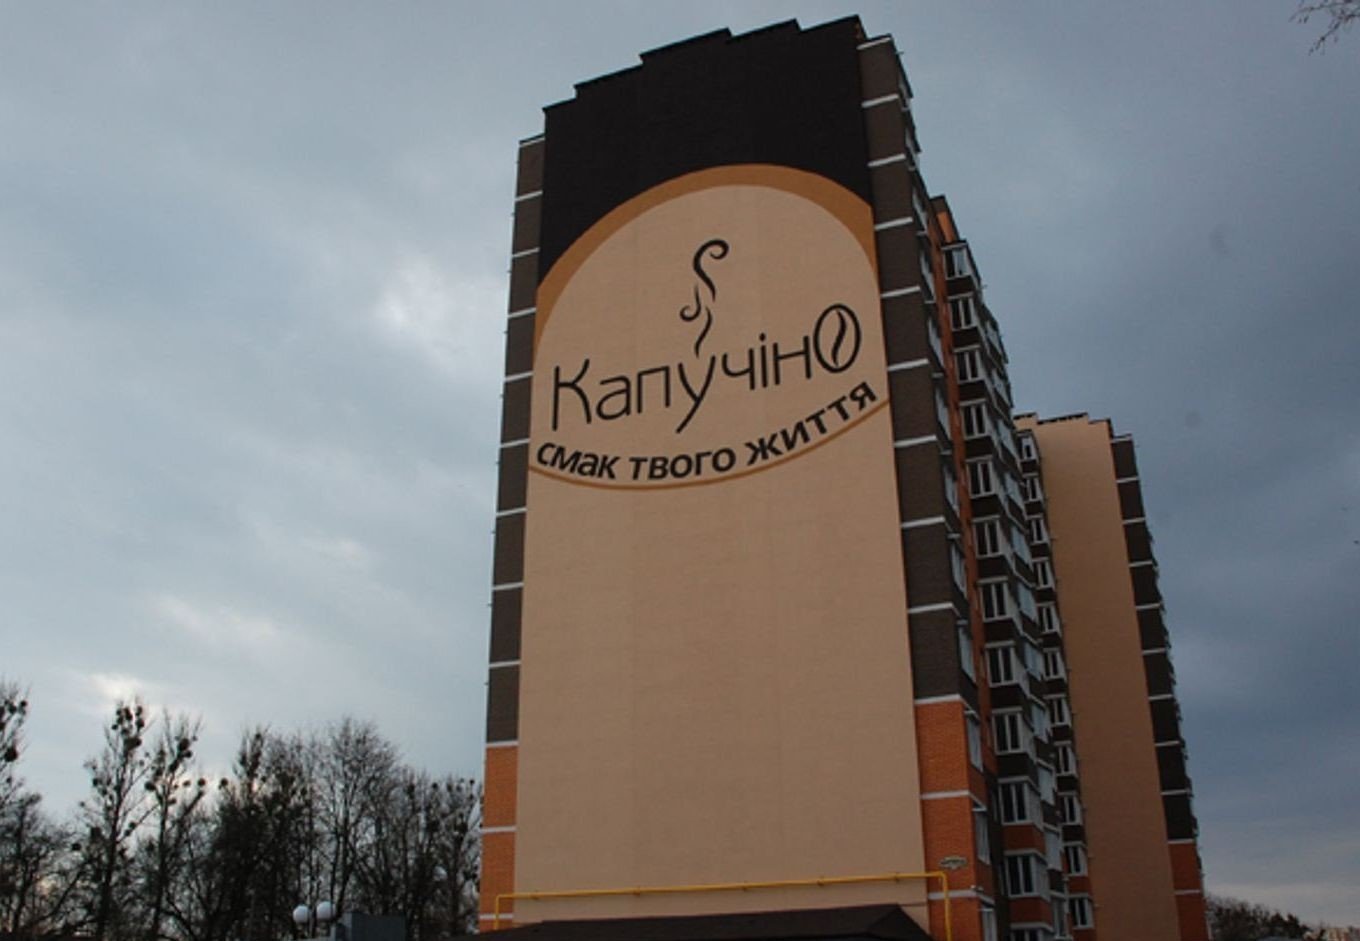 Капучіно
смак твого життя